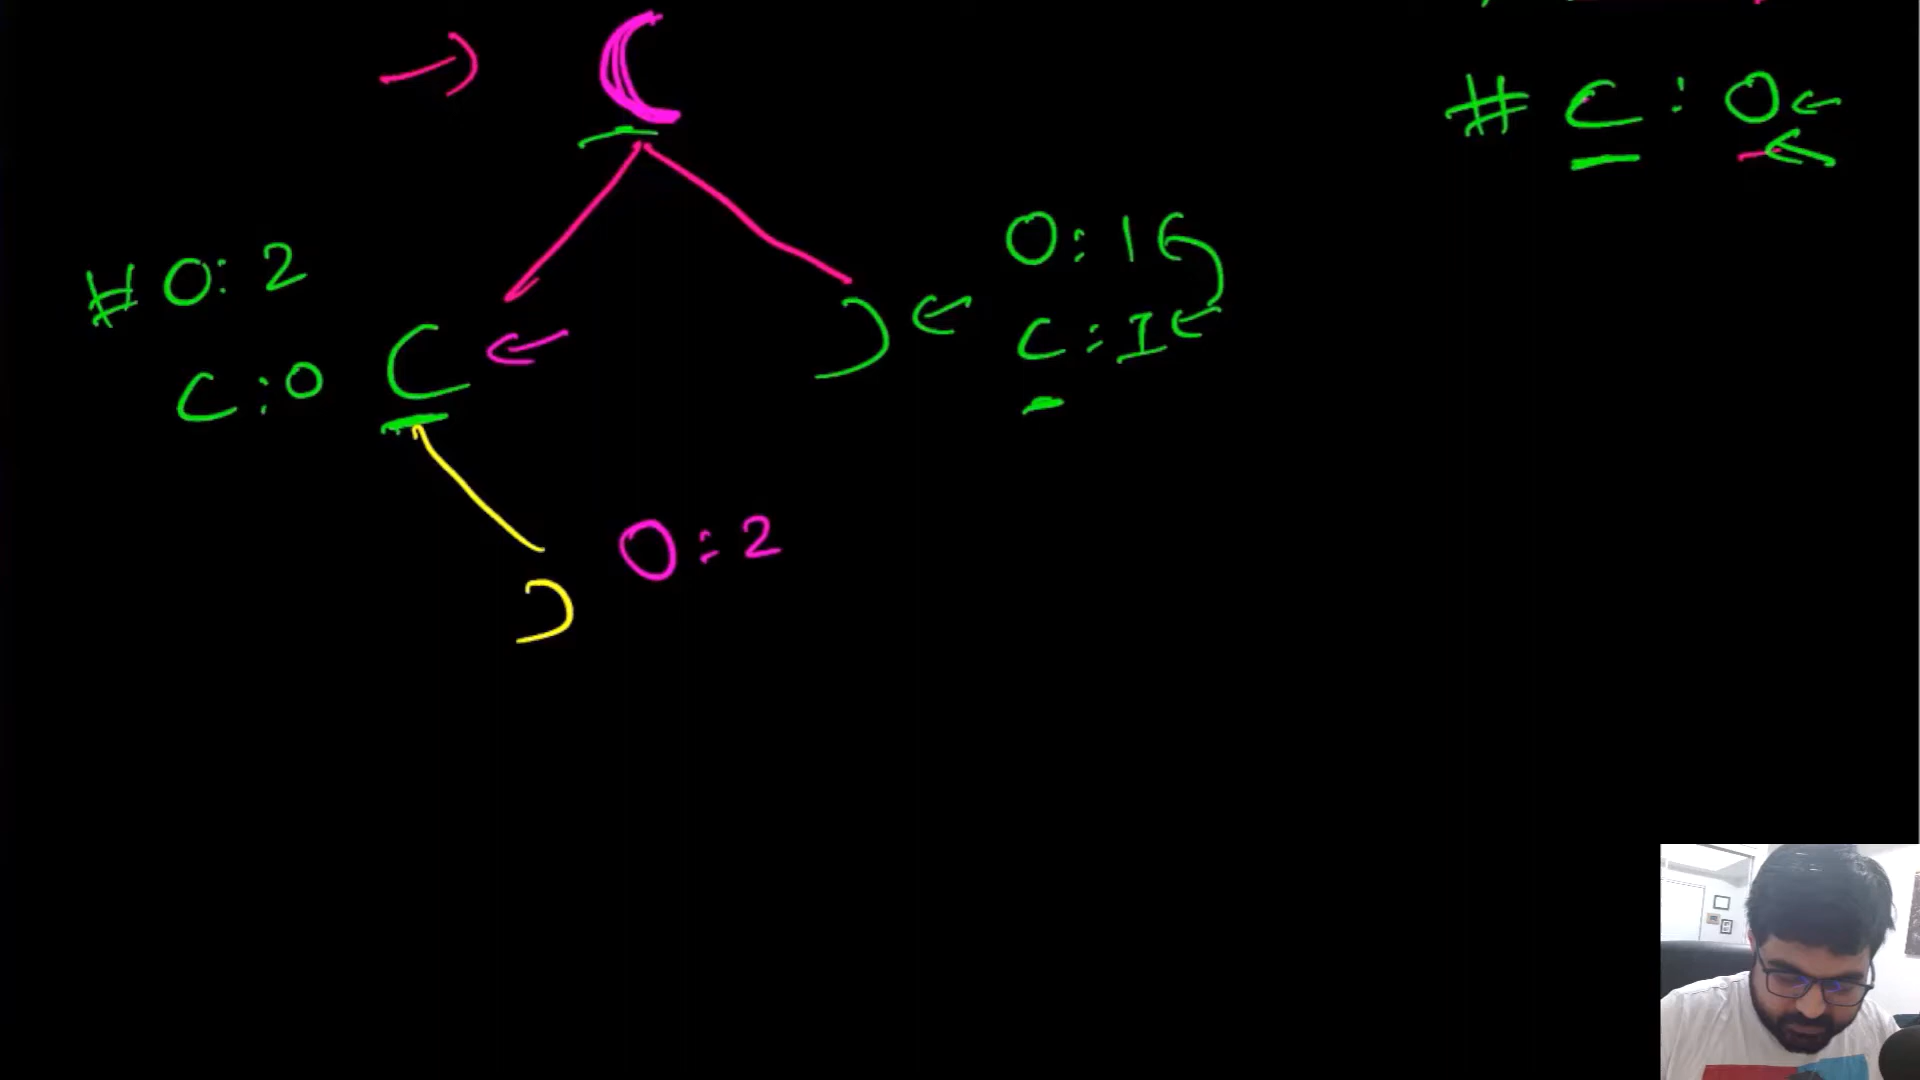 →) (
# C : 0 ←
# O : 2
C : 0 ( ←
) ← O : 1
C : 1 ←
O : 2
)